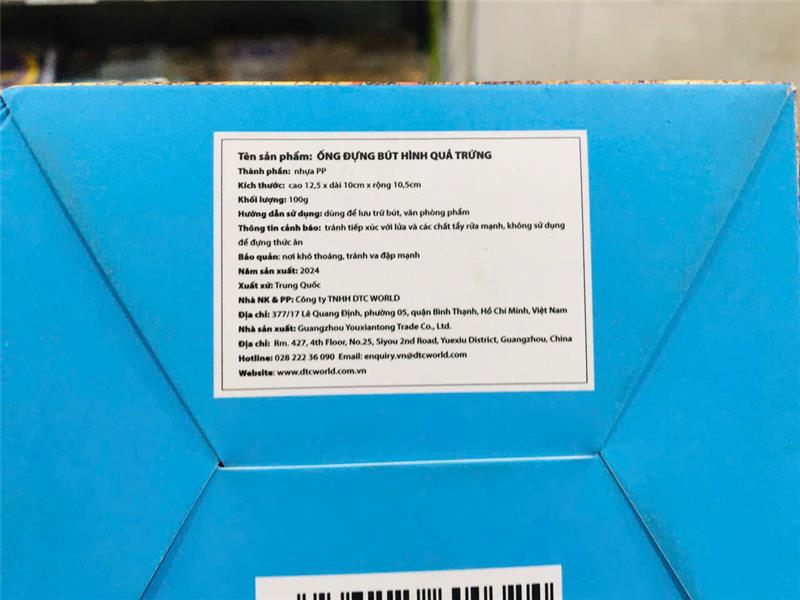 Tên sản phẩm: ỐNG ĐỰNG BÚT HÌNH QUẢ TRỨNG
Thành phần: nhựa PP
Kích thước: cao 12,5 x dài 10cm x rộng 10,5cm
Khối lượng: 100g
Hướng dẫn sử dụng: dùng để lưu trữ bút, văn phòng phẩm
Thông tin cảnh báo: tránh tiếp xúc với lửa và các chất tẩy rửa mạnh, không sử dụng
để đựng thức ăn
Bảo quản: nơi khô thoáng, tránh va đập mạnh
Năm sản xuất: 2024
Xuất xứ: Trung Quốc
Nhà NK & PP: Công ty TNHH DTC WORLD
Địa chỉ: 377/17 Lê Quang Định, phường 05, quận Bình Thạnh, Hồ Chí Minh, Việt Nam
Nhà sản xuất: Guangzhou Youxiantong Trade Co., Ltd.
Địa chỉ: Rm. 427, 4th Floor, No.25, Siyou 2nd Road, Yuexiu District, Guangzhou, China
Hotline: 028 222 36 090 Email: enquiry.vn@dtcworld.com
Website: www.dtcworld.com.vn